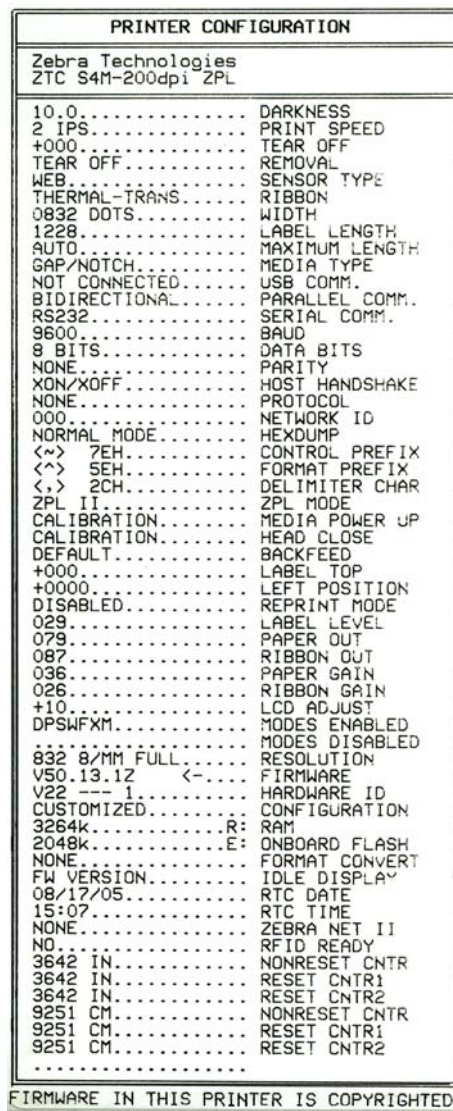 PRINTER CONFIGURATION
Zebra Technologies
ZTC S4M-200dpi ZPL
10.0................ DARKNESS
2 IPS............... PRINT SPEED
+000................ TEAR OFF
TEAR OFF............ REMOVAL
WEB................. SENSOR TYPE
THERMAL-TRANS....... RIBBON
0832 DOTS........... WIDTH
1228................ LABEL LENGTH
AUTO................ MAXIMUM LENGTH
GAP/NOTCH........... MEDIA TYPE
NOT CONNECTED....... USB COMM.
BIDIRECTIONAL....... PARALLEL COMM.
RS232............... SERIAL COMM.
9600................ BAUD
8 BITS.............. DATA BITS
NONE................ PARITY
XON/XOFF............ HOST HANDSHAKE
NONE................ PROTOCOL
000................. NETWORK ID
NORMAL MODE......... HEXDUMP
<~>  7EH............ CONTROL PREFIX
<^>  5EH............ FORMAT PREFIX
<,>  2CH............ DELIMITER CHAR
ZPL II.............. ZPL MODE
CALIBRATION......... MEDIA POWER UP
CALIBRATION......... HEAD CLOSE
DEFAULT............. BACKFEED
+000................ LABEL TOP
+0000............... LEFT POSITION
DISABLED............ REPRINT MODE
029................. LABEL LEVEL
079................. PAPER OUT
087................. RIBBON OUT
036................. PAPER GAIN
026................. RIBBON GAIN
+10................. LCD ADJUST
DPSWFXM............. MODES ENABLED
.................... MODES DISABLED
832 8/MM FULL....... RESOLUTION
V50.13.1Z    <-.... FIRMWARE
V22 --- 1........... HARDWARE ID
CUSTOMIZED.......... CONFIGURATION
3264k.............R: RAM
2048k.............E: ONBOARD FLASH
NONE................ FORMAT CONVERT
FW VERSION.......... IDLE DISPLAY
08/17/05............ RTC DATE
15:07............... RTC TIME
NONE................ ZEBRA NET II
NO.................. RFID READY
3642 IN............. NONRESET CNTR
3642 IN............. RESET CNTR1
3642 IN............. RESET CNTR2
9251 CM............. NONRESET CNTR
9251 CM............. RESET CNTR1
9251 CM............. RESET CNTR2
....................
FIRMWARE IN THIS PRINTER IS COPYRIGHTED